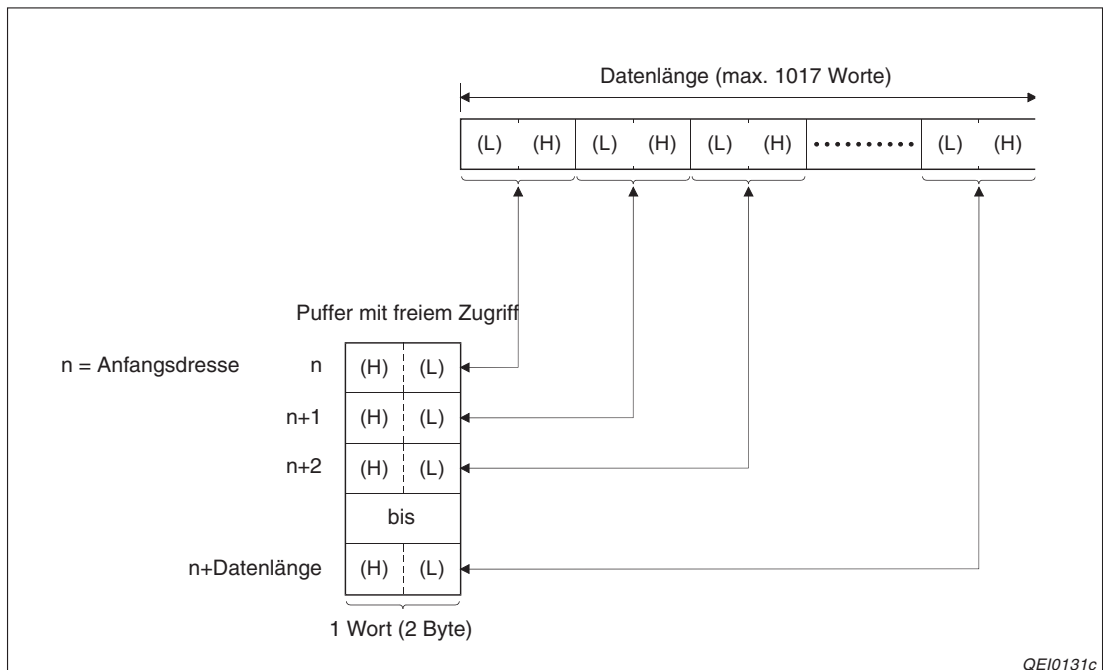 Datenlänge (max. 1017 Worte)
(L) (H) (L) (H) (L) (H) •••••••••• (L) (H)
Puffer mit freiem Zugriff
n = Anfangsdresse n (H) (L)
n+1 (H) (L)
n+2 (H) (L)
bis
n+Datenlänge (H) (L)
1 Wort (2 Byte)
QEI0131c